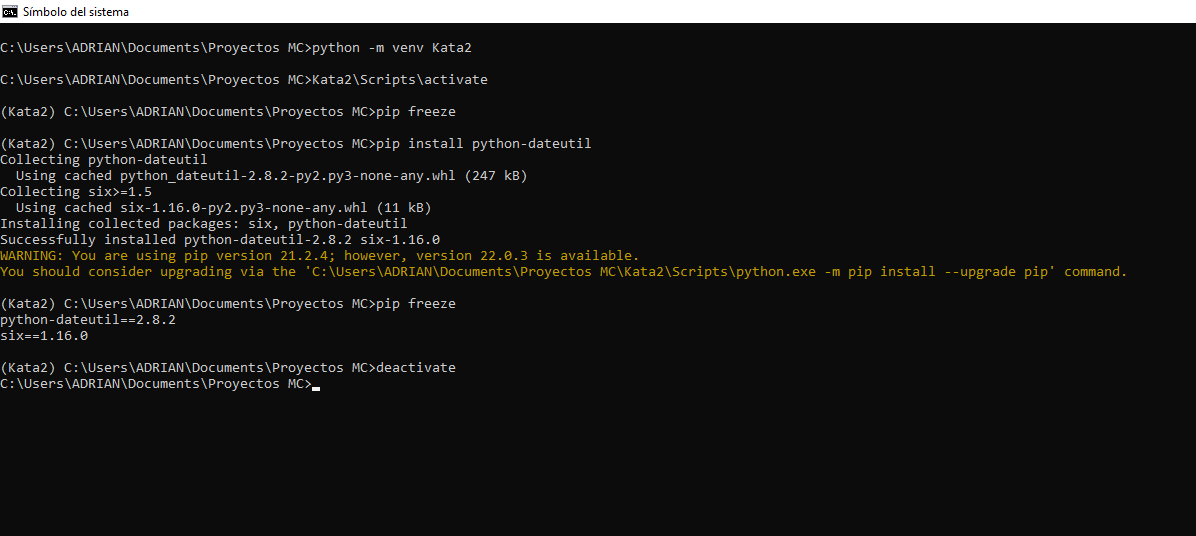 Símbolo del sistema
C:\Users\ADRIAN\Documents\Proyectos MC>python -m venv Kata2
C:\Users\ADRIAN\Documents\Proyectos MC>Kata2\Scripts\activate
(Kata2) C:\Users\ADRIAN\Documents\Proyectos MC>pip freeze
(Kata2) C:\Users\ADRIAN\Documents\Proyectos MC>pip install python-dateutil
Collecting python-dateutil
  Using cached python_dateutil-2.8.2-py2.py3-none-any.whl (247 kB)
Collecting six>=1.5
  Using cached six-1.16.0-py2.py3-none-any.whl (11 kB)
Installing collected packages: six, python-dateutil
Successfully installed python-dateutil-2.8.2 six-1.16.0
WARNING: You are using pip version 21.2.4; however, version 22.0.3 is available.
You should consider upgrading via the 'C:\Users\ADRIAN\Documents\Proyectos MC\Kata2\Scripts\python.exe -m pip install --upgrade pip' command.
(Kata2) C:\Users\ADRIAN\Documents\Proyectos MC>pip freeze
python-dateutil==2.8.2
six==1.16.0
(Kata2) C:\Users\ADRIAN\Documents\Proyectos MC>deactivate
C:\Users\ADRIAN\Documents\Proyectos MC>